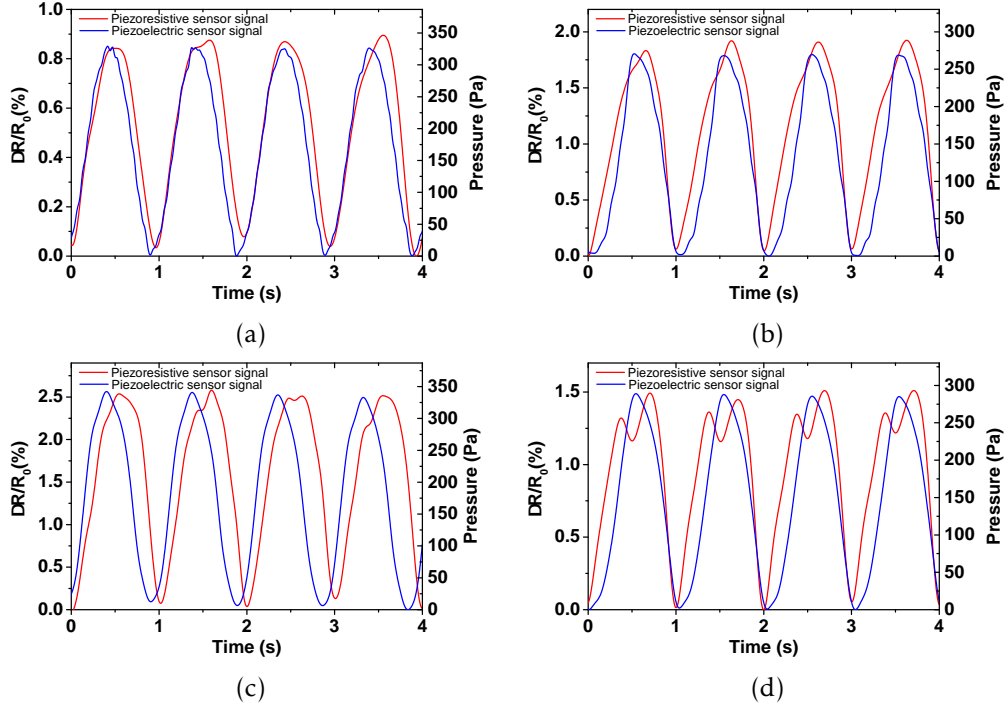 Piezoresistive sensor signal
Piezoelectric sensor signal
1.0
0.8
0.6
0.4
0.2
0.0
DR/R0(%)
350
300
250
200
150
100
50
0
Pressure (Pa)
0 1 2 3 4
Time (s)
(a)
Piezoresistive sensor signal
Piezoelectric sensor signal
2.0
1.5
1.0
0.5
0.0
DR/R0(%)
300
250
200
150
100
50
0
Pressure (Pa)
0 1 2 3 4
Time (s)
(b)
Piezoresistive sensor signal
Piezoelectric sensor signal
2.5
2.0
1.5
1.0
0.5
0.0
DR/R0(%)
350
300
250
200
150
100
50
0
Pressure (Pa)
0 1 2 3 4
Time (s)
(c)
Piezoresistive sensor signal
Piezoelectric sensor signal
1.5
1.0
0.5
0.0
DR/R0(%)
300
250
200
150
100
50
0
Pressure (Pa)
0 1 2 3 4
Time (s)
(d)